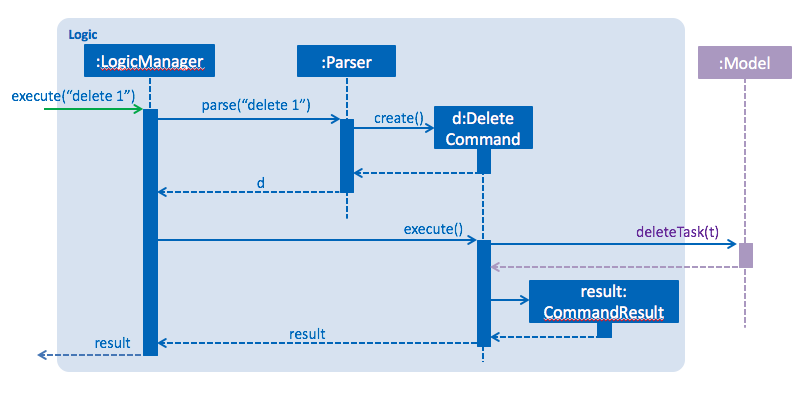 Logic
:LogicManager
:Parser
:Model
execute(“delete 1”)
parse(“delete 1”)
create()
d:Delete
Command
d
execute()
deleteTask(t)
result:
CommandResult
result
result